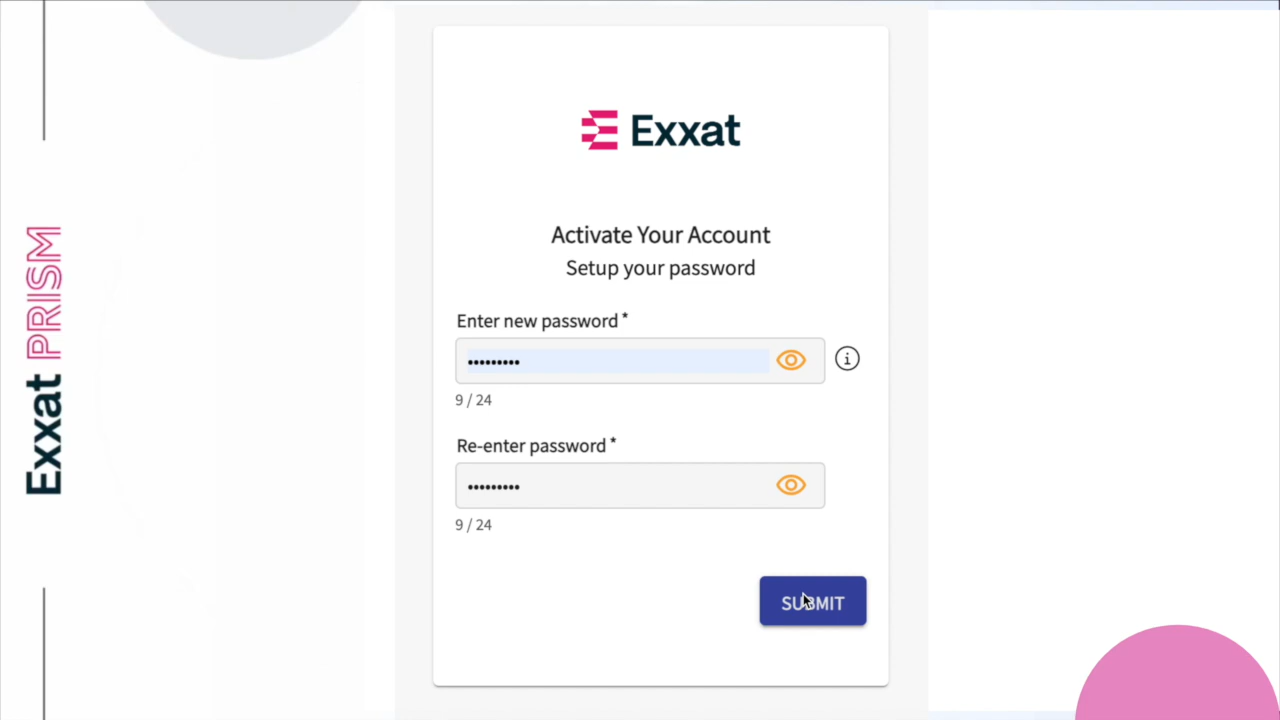 Exxat PRISM
Exxat
Activate Your Account
Setup your password
Enter new password *
•••••••••
9 / 24
Re-enter password *
•••••••••
9 / 24
SUBMIT